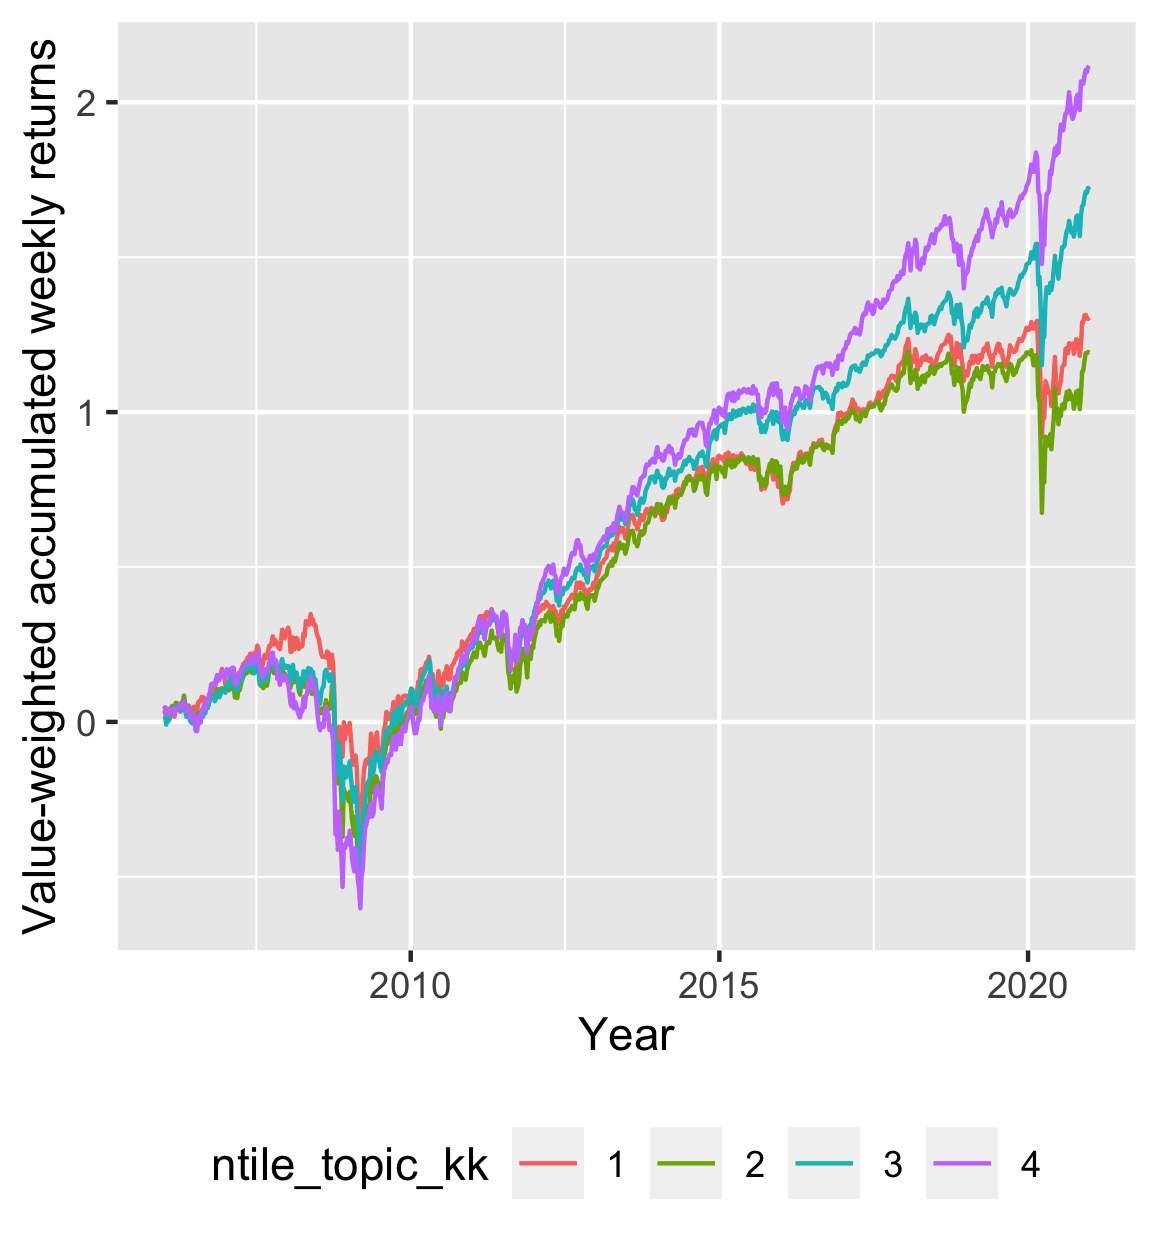 Value-weighted accumulated weekly returns
2
1
0
2010 2015 2020
Year
ntile_topic_kk 1 2 3 4